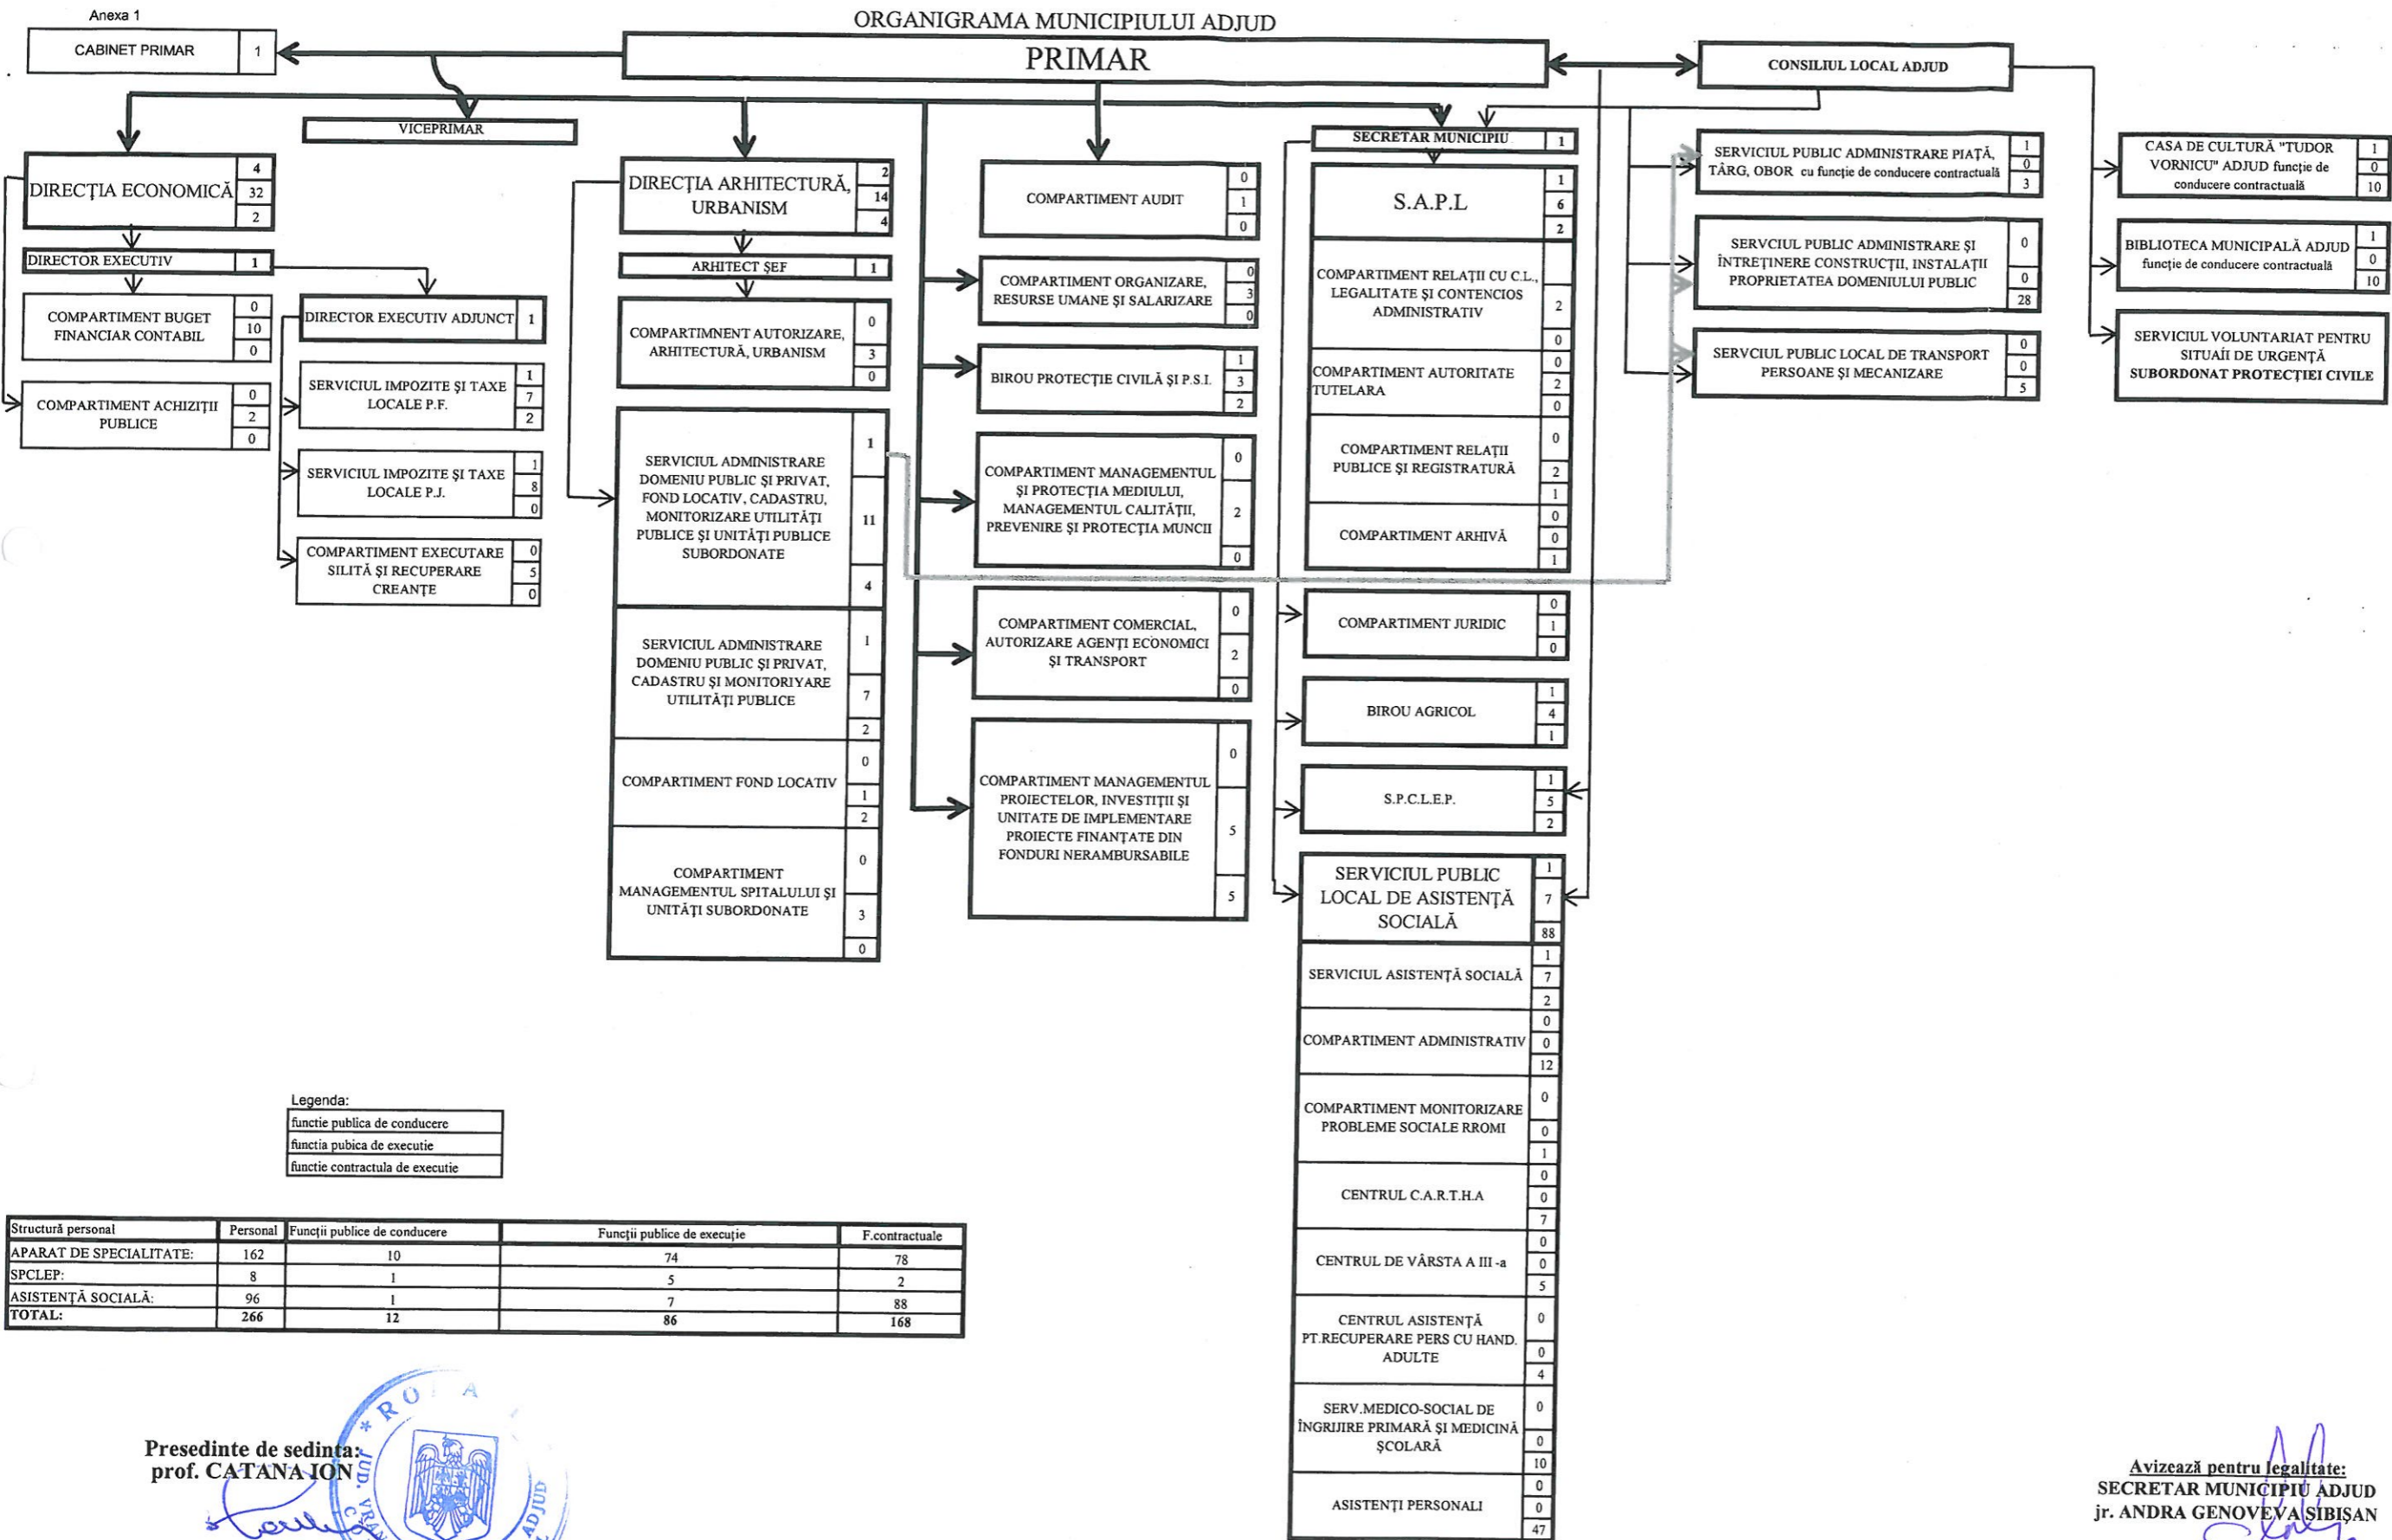 Anexa 1
ORGANIGRAMA MUNICIPIULUI ADJUD
CABINET PRIMAR 1
PRIMAR
CONSILIUL LOCAL ADJUD
VICEPRIMAR
DIRECȚIA ECONOMICĂ
4
32
2
DIRECTOR EXECUTIV 1
COMPARTIMENT BUGET
FINANCIAR CONTABIL
0
10
0
COMPARTIMENT ACHIZIȚII
PUBLICE
0
2
0
DIRECTOR EXECUTIV ADJUNCT 1
SERVICIUL IMPOZITE ȘI TAXE
LOCALE P.F.
1
7
2
SERVICIUL IMPOZITE ȘI TAXE
LOCALE P.J.
1
8
0
COMPARTIMENT EXECUTARE
SILITĂ ȘI RECUPERARE
CREANȚE
0
5
0
DIRECȚIA ARHITECTURĂ,
URBANISM
2
14
4
ARHITECT ȘEF 1
COMPARTIMNENT AUTORIZARE,
ARHITECTURĂ, URBANISM
0
3
0
SERVICIUL ADMINISTRARE
DOMENIU PUBLIC ȘI PRIVAT,
FOND LOCATIV, CADASTRU,
MONITORIZARE UTILITĂȚI
PUBLICE ȘI UNITĂȚI PUBLICE
SUBORDONATE
1
11
4
SERVICIUL ADMINISTRARE
DOMENIU PUBLIC ȘI PRIVAT,
CADASTRU ȘI MONITORIYARE
UTILITĂȚI PUBLICE
1
7
2
COMPARTIMENT FOND LOCATIV
0
1
2
COMPARTIMENT
MANAGEMENTUL SPITALULUI ȘI
UNITĂȚI SUBORDONATE
0
3
0
COMPARTIMENT AUDIT
0
1
0
COMPARTIMENT ORGANIZARE,
RESURSE UMANE ȘI SALARIZARE
0
3
0
BIROU PROTECȚIE CIVILĂ ȘI P.S.I.
1
3
2
COMPARTIMENT MANAGEMENTUL
ȘI PROTECȚIA MEDIULUI,
MANAGEMENTUL CALITĂȚII,
PREVENIRE ȘI PROTECȚIA MUNCII
0
2
0
COMPARTIMENT COMERCIAL,
AUTORIZARE AGENȚI ECONOMICI
ȘI TRANSPORT
0
2
0
COMPARTIMENT MANAGEMENTUL
PROIECTELOR, INVESTIȚII ȘI
UNITATE DE IMPLEMENTARE
PROIECTE FINANȚATE DIN
FONDURI NERAMBURSABILE
0
5
5
SECRETAR MUNICIPIU 1
S.A.P.L
1
6
2
COMPARTIMENT RELAȚII CU C.L.,
LEGALITATE ȘI CONTENCIOS
ADMINISTRATIV
2
0
COMPARTIMENT AUTORITATE
TUTELARA
0
2
0
COMPARTIMENT RELAȚII
PUBLICE ȘI REGISTRATURĂ
0
2
1
COMPARTIMENT ARHIVĂ
0
0
1
COMPARTIMENT JURIDIC
0
1
0
BIROU AGRICOL
1
4
1
S.P.C.L.E.P.
1
5
2
SERVICIUL PUBLIC
LOCAL DE ASISTENȚĂ
SOCIALĂ
1
7
88
SERVICIUL ASISTENȚĂ SOCIALĂ
1
7
2
COMPARTIMENT ADMINISTRATIV
0
0
12
COMPARTIMENT MONITORIZARE
PROBLEME SOCIALE RROMI
0
0
1
CENTRUL C.A.R.T.H.A
0
0
7
CENTRUL DE VÂRSTA A III -a
0
0
5
CENTRUL ASISTENȚĂ
PT.RECUPERARE PERS CU HAND.
ADULTE
0
0
4
SERV.MEDICO-SOCIAL DE
ÎNGRIJIRE PRIMARĂ ȘI MEDICINĂ
ȘCOLARĂ
0
0
10
ASISTENȚI PERSONALI
0
0
47
SERVICIUL PUBLIC ADMINISTRARE PIAȚĂ,
TÂRG, OBOR cu funcție de conducere contractuală
1
0
3
SERVCIUL PUBLIC ADMINISTRARE ȘI
ÎNTREȚINERE CONSTRUCȚII, INSTALAȚII
PROPRIETATEA DOMENIULUI PUBLIC
0
0
28
SERVCIUL PUBLIC LOCAL DE TRANSPORT
PERSOANE ȘI MECANIZARE
0
0
5
CASA DE CULTURĂ "TUDOR
VORNICU" ADJUD funcție de
conducere contractuală
1
0
10
BIBLIOTECA MUNICIPALĂ ADJUD
funcție de conducere contractuală
1
0
10
SERVICIUL VOLUNTARIAT PENTRU
SITUAÍI DE URGENȚĂ
SUBORDONAT PROTECȚIEI CIVILE
Legenda:
functie publica de conducere
functia pubica de executie
functie contractula de executie
Structură personal Personal Funcții publice de conducere Funcții publice de execuție F.contractuale
APARAT DE SPECIALITATE: 162 10 74 78
SPCLEP: 8 1 5 2
ASISTENȚĂ SOCIALĂ: 96 1 7 88
TOTAL: 266 12 86 168
Presedinte de sedinta:
prof. CATANA ION
JUD. ADJUD
Avizează pentru legalitate:
SECRETAR MUNICIPIU ADJUD
jr. ANDRA GENOVEVA SIBIȘAN